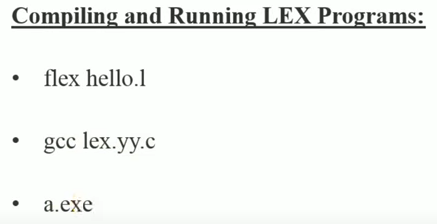 Compiling and Running LEX Programs:
• flex hello.l
• gcc lex.yy.c
• a.exe